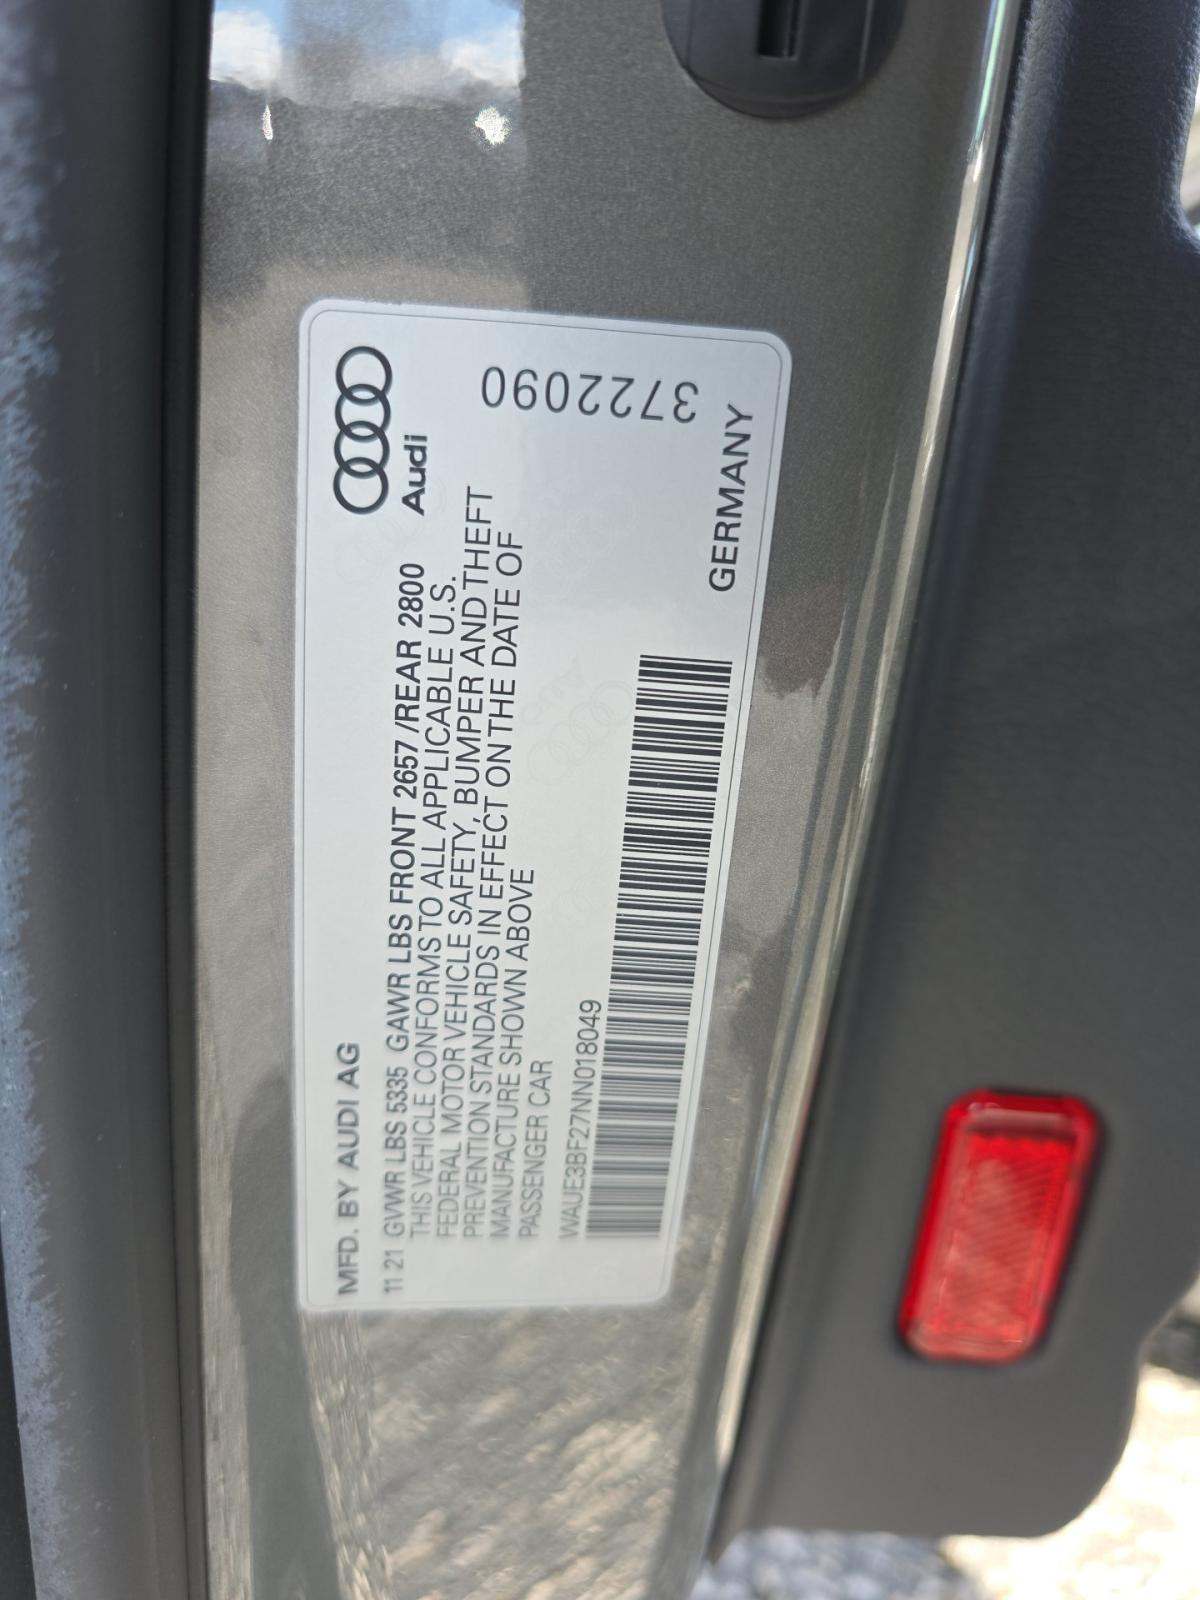 Audi
MFD. BY AUDI AG
11 21 GVWR LBS 5335 GAWR LBS FRONT 2657 /REAR 2800
THIS VEHICLE CONFORMS TO ALL APPLICABLE U.S.
FEDERAL MOTOR VEHICLE SAFETY, BUMPER AND THEFT
PREVENTION STANDARDS IN EFFECT ON THE DATE OF
MANUFACTURE SHOWN ABOVE
PASSENGER CAR
WAUE3BF27NN018049
3722090
GERMANY